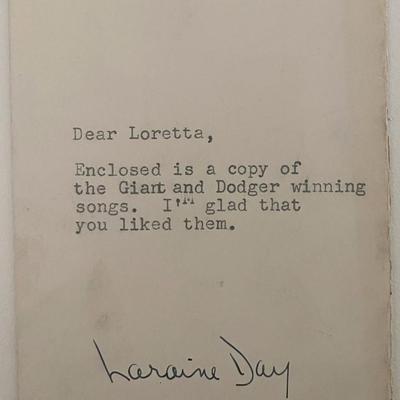 Dear Loretta,
Enclosed is a copy of
the Giant and Dodger winning
songs. I'm glad that
you liked them.
Laraine Day